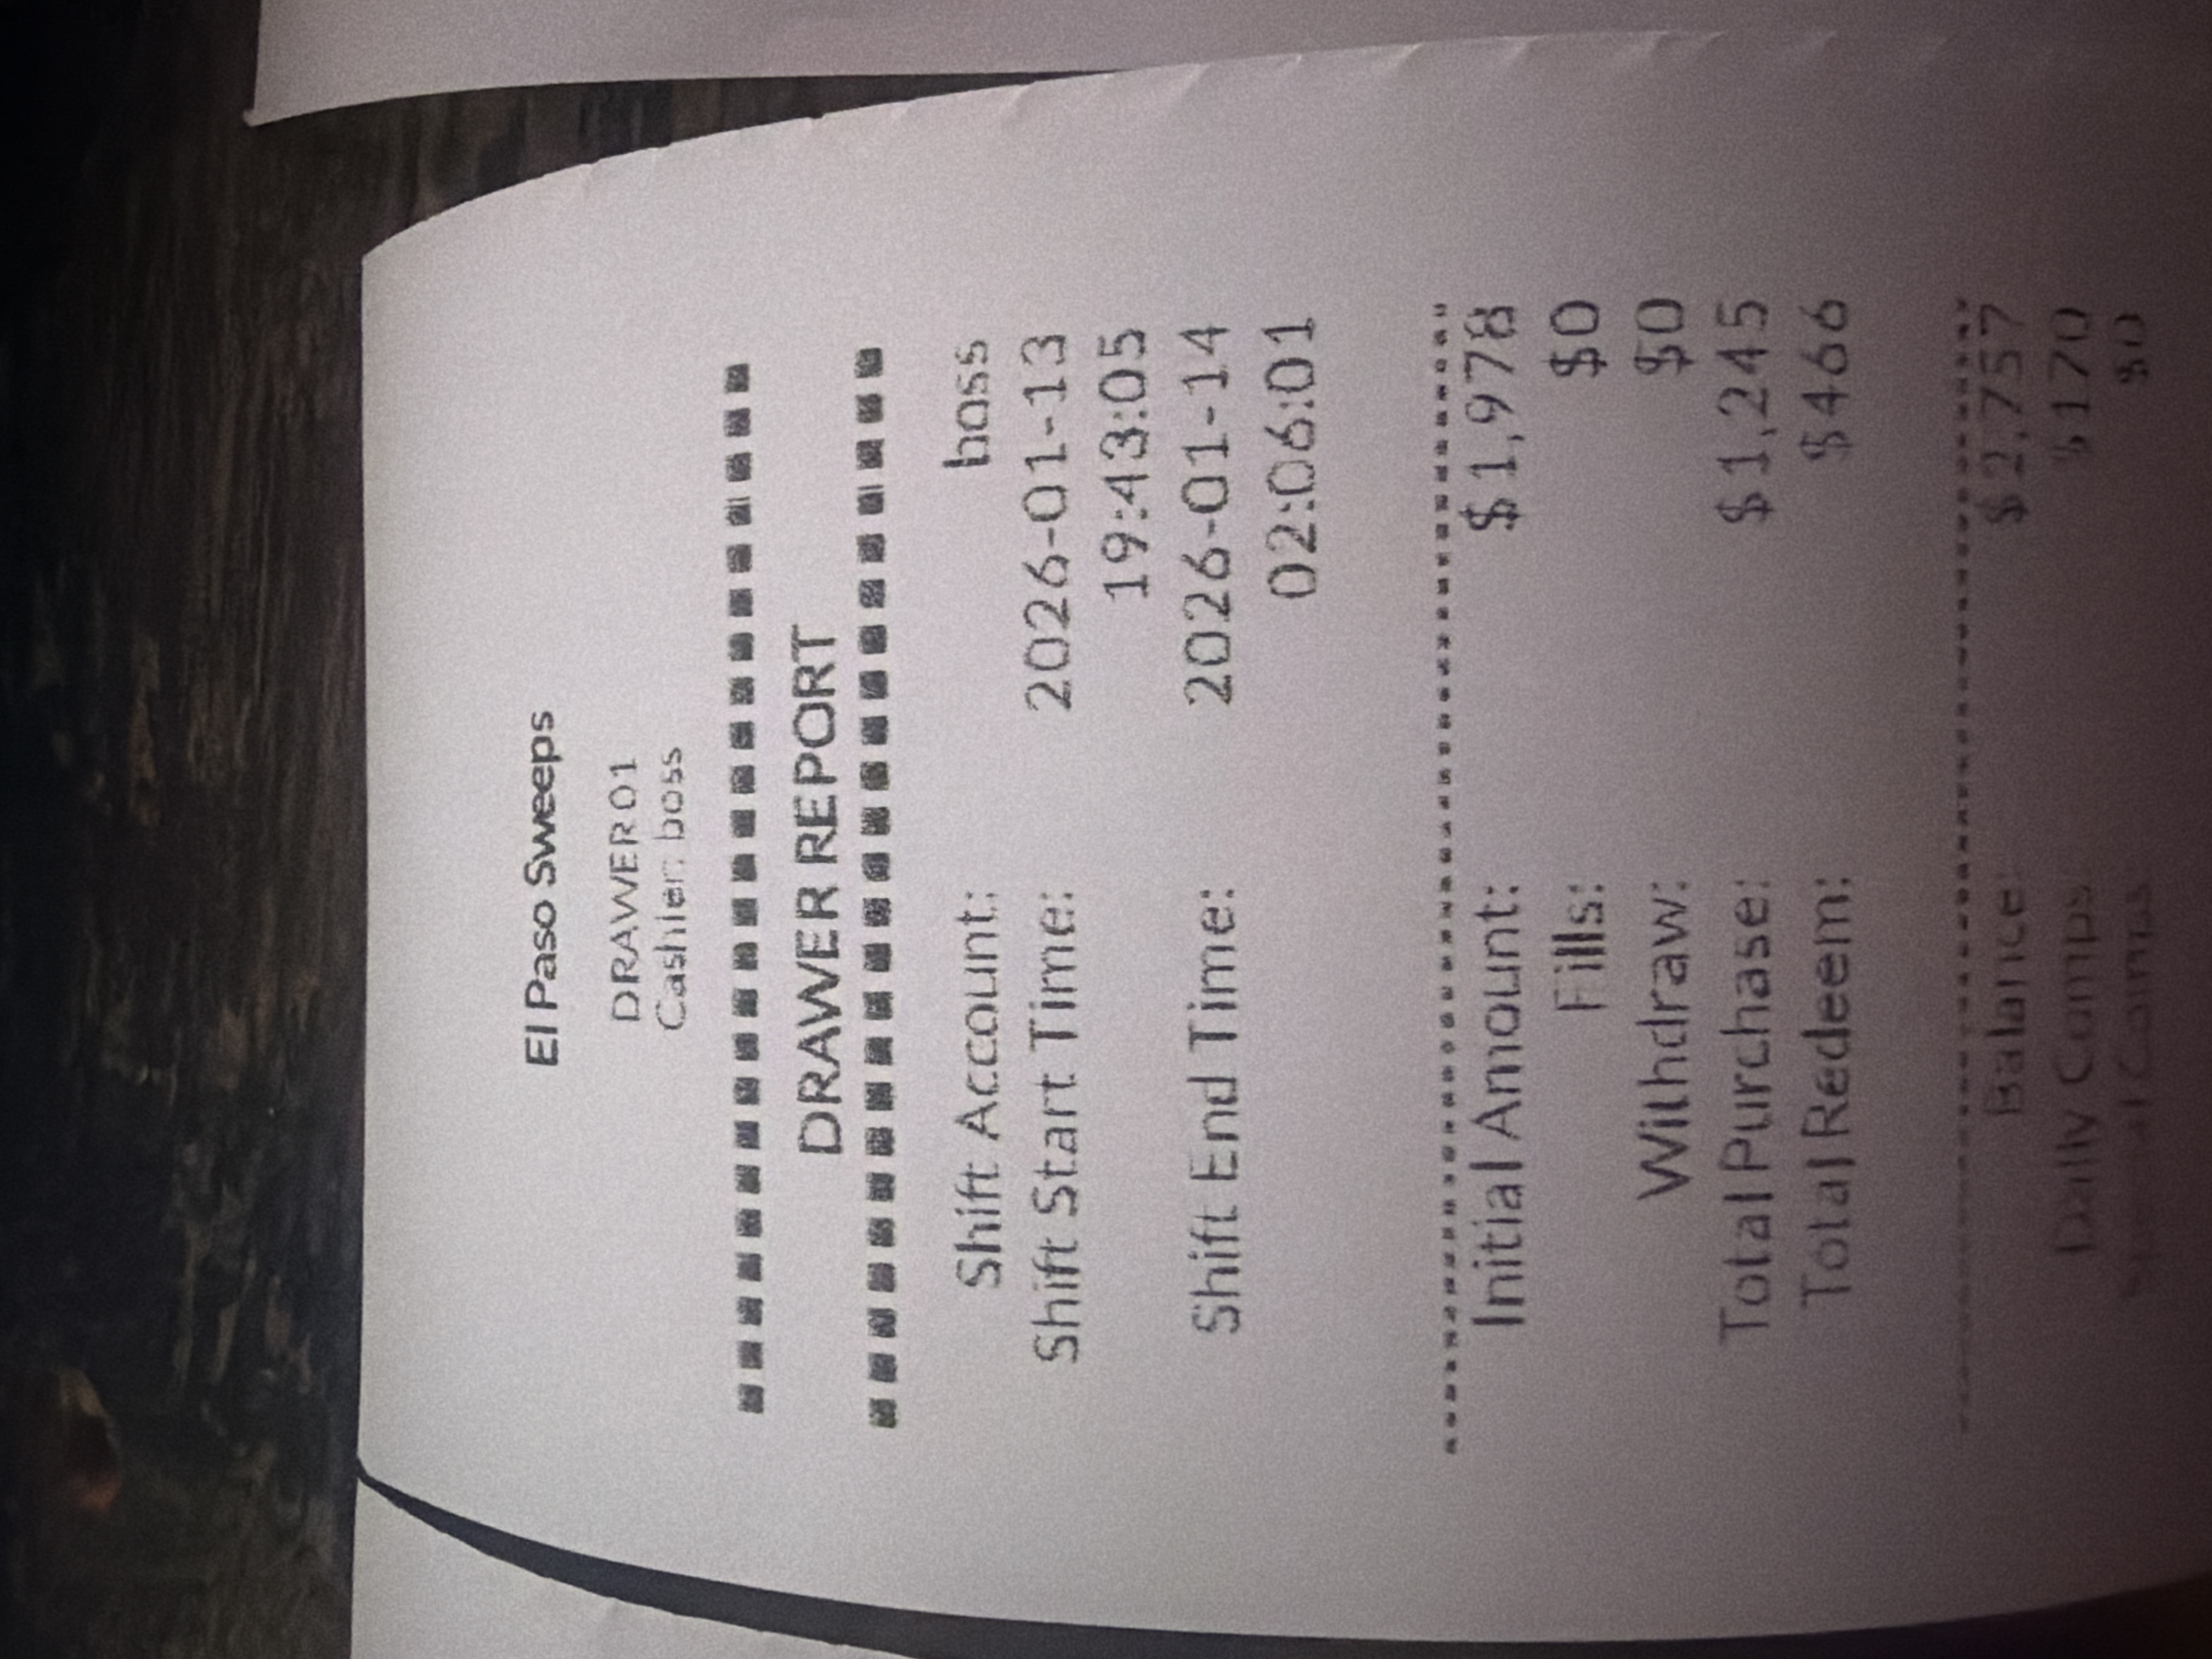 El Paso Sweeps
DRAWER01
Cashier: boss
DRAWER REPORT
Shift Account: boss
Shift Start Time: 2026-01-13
19:43:05
Shift End Time: 2026-01-14
02:06:01
Initial Amount: $1,978
Fills: $0
Withdraw: $0
Total Purchase: $1,245
Total Redeem: $466
Balance: $2,757
Daily Comps: $170
Comps $0